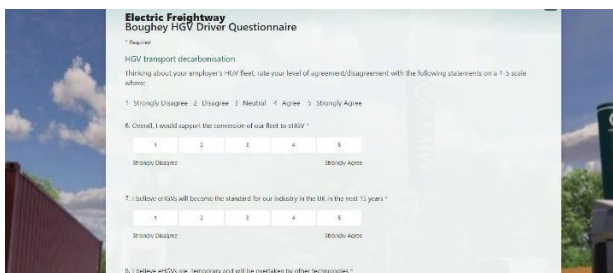 Electric Freightway
Boughey HGV Driver Questionnaire
* Required
HGV transport decarbonisation
Thinking about your employer's HGV fleet, rate your level of agreement/disagreement with the following statements on a 1-5 scale
where:
1 Strongly Disagree 2 Disagree 3 Neutral 4 Agree 5 Strongly Agree
6. Overall, I would support the conversion of our fleet to eHGV *
1 2 3 4 5
Strongly Disagree Strongly Agree
7. I believe eHGVs will become the standard for our industry in the UK in the next 15 years *
1 2 3 4 5
Strongly Disagree Strongly Agree
8. I believe eHGVs are temporary and will be overtaken by other technologies *